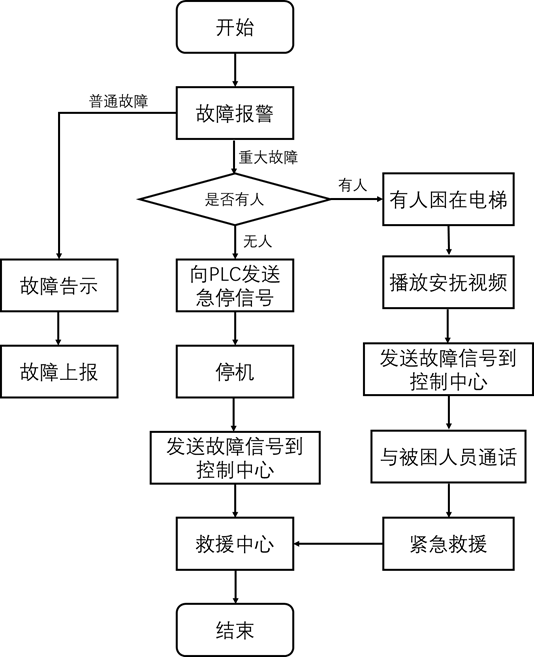 开始
普通故障
故障报警
重大故障
是否有人
有人
有人困在电梯
无人
故障告示
向PLC发送
急停信号
播放安抚视频
故障上报
停机
发送故障信号到
控制中心
发送故障信号到
控制中心
与被困人员通话
救援中心
紧急救援
结束